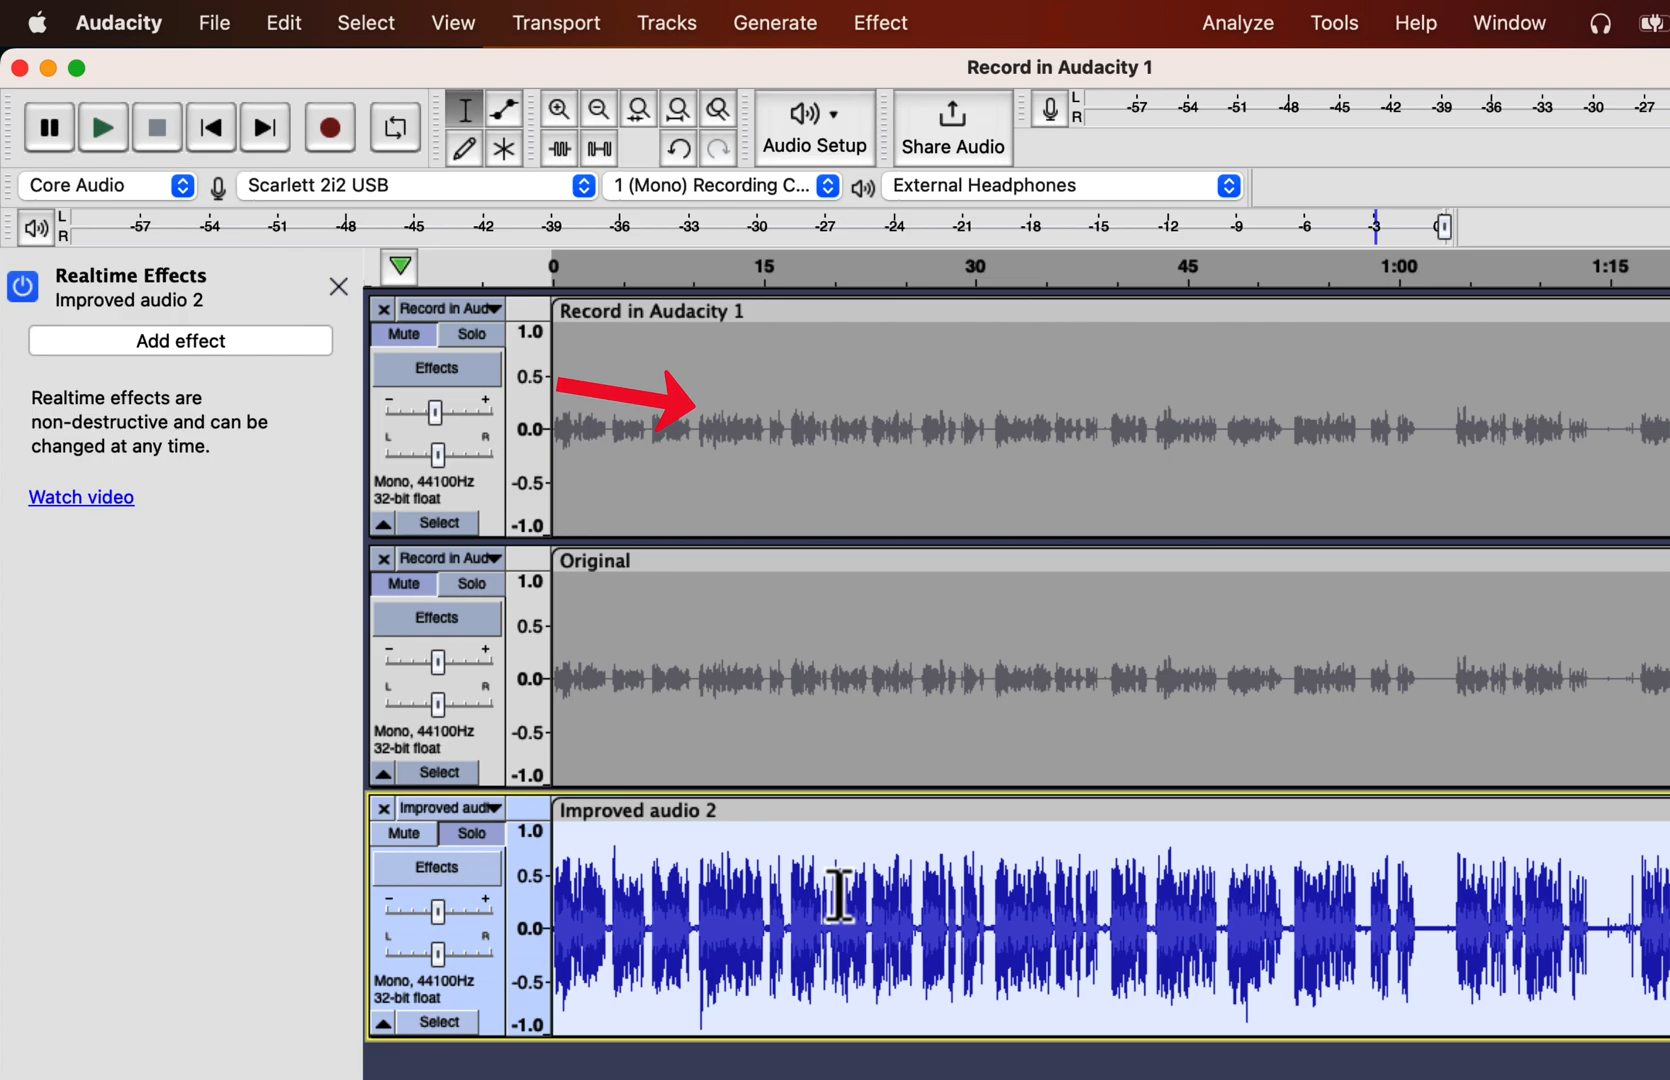 Audacity File Edit Select View Transport Tracks Generate Effect Analyze Tools Help Window
Record in Audacity 1
Audio Setup
Share Audio
L
R
-57 -54 -51 -48 -45 -42 -39 -36 -33 -30 -27
Core Audio
Scarlett 2i2 USB
1 (Mono) Recording C...
External Headphones
L
R
-57 -54 -51 -48 -45 -42 -39 -36 -33 -30 -27 -24 -21 -18 -15 -12 -9 -6 -3 0
Realtime Effects
Improved audio 2
Add effect
Realtime effects are
non-destructive and can be
changed at any time.
Watch video
0 15 30 45 1:00 1:15
Record in Aud
Record in Audacity 1
Mute Solo
Effects
- +
L R
Mono, 44100Hz
32-bit float
Select
1.0
0.5
0.0
-0.5
-1.0
Record in Aud
Original
Mute Solo
Effects
- +
L R
Mono, 44100Hz
32-bit float
Select
1.0
0.5
0.0
-0.5
-1.0
Improved audi
Improved audio 2
Mute Solo
Effects
- +
L R
Mono, 44100Hz
32-bit float
Select
1.0
0.5
0.0
-0.5
-1.0